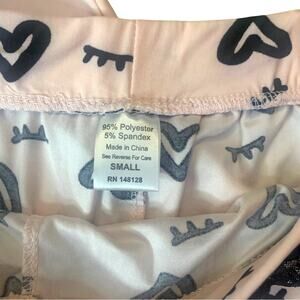 95% Polyester
5% Spandex
Made in China
See Reverse For Care
SMALL
RN 148128